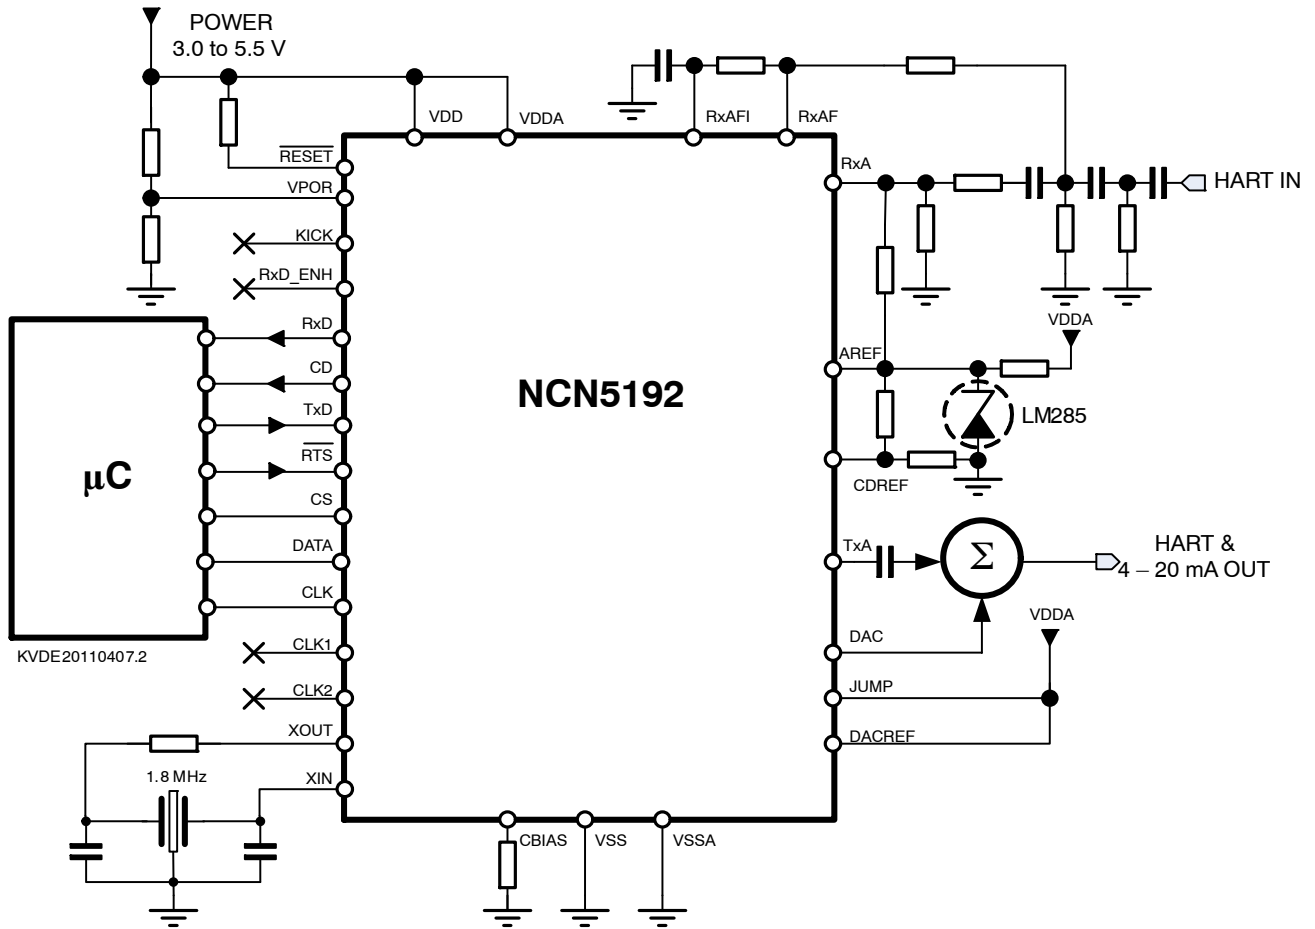 POWER
3.0 to 5.5 V
VDD
VDDA
RxAFI
RxAF
RESET
VPOR
KICK
RxD_ENH
RxD
CD
TxD
RTS
CS
DATA
CLK
CLK1
CLK2
XOUT
XIN
μC
KVDE20110407.2
1.8 MHz
NCN5192
RxA
HART IN
VDDA
AREF
LM285
CDREF
TxA
Σ
HART &
4 – 20 mA OUT
DAC
VDDA
JUMP
DACREF
CBIAS
VSS
VSSA